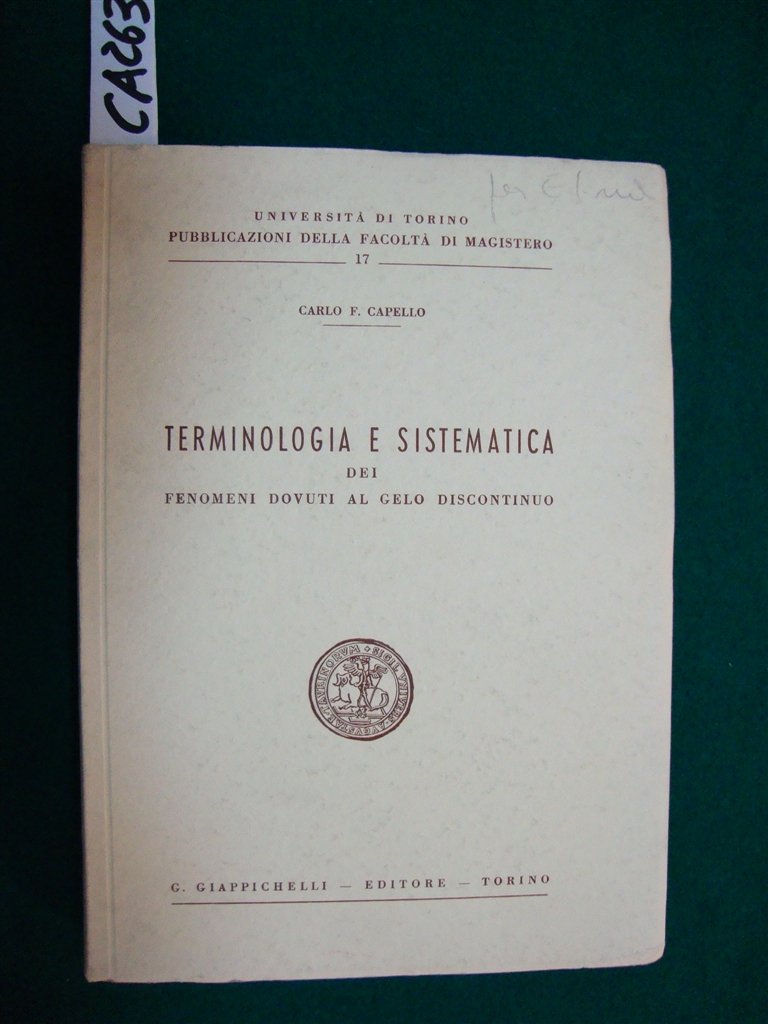 CA263
UNIVERSITÀ DI TORINO
PUBBLICAZIONI DELLA FACOLTÀ DI MAGISTERO
17
CARLO F. CAPELLO
TERMINOLOGIA E SISTEMATICA
DEI
FENOMENI DOVUTI AL GELO DISCONTINUO
G. GIAPPICHELLI — EDITORE — TORINO